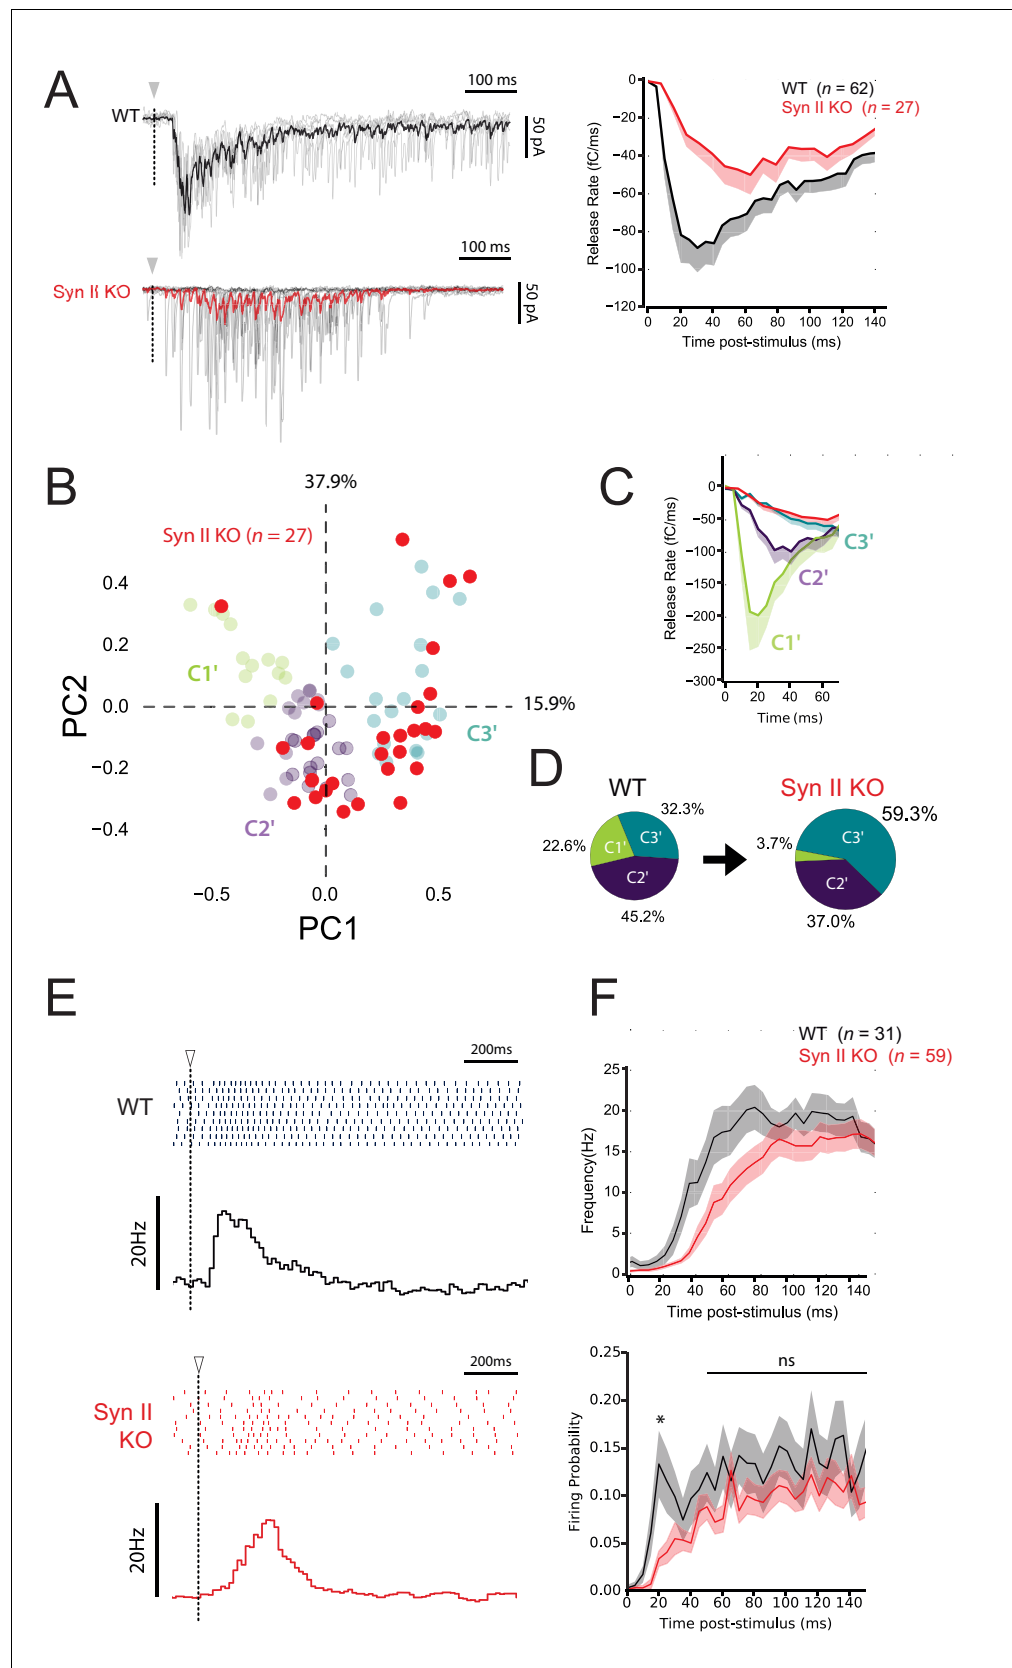 A
WT
100 ms
50 pA
Syn II KO
100 ms
50 pA
WT (n = 62)
Syn II KO (n = 27)
Release Rate (fC/ms)
0
−20
−40
−60
−80
−100
−120
0 20 40 60 80 100 120 140
Time post-stimulus (ms)
B
37.9%
Syn II KO (n = 27)
PC2
0.4
0.2
0.0
−0.2
−0.4
C1'
C2'
C3'
15.9%
−0.5 0.0 0.5
PC1
C
Release Rate (fC/ms)
0
−50
−100
−150
−200
−250
−300
C3'
C2'
C1'
0 20 40 60
Time (ms)
D
WT
Syn II KO
32.3%
59.3%
22.6%
3.7%
C1'
C3'
C2'
C3'
C2'
45.2%
37.0%
E
200ms
WT
20Hz
200ms
Syn II
KO
20Hz
F
WT (n = 31)
Syn II KO (n = 59)
Frequency(Hz)
25
20
15
10
5
0
0 20 40 60 80 100 120 140
Time post-stimulus (ms)
ns
*
Firing Probability
0.25
0.20
0.15
0.10
0.05
0.00
0 20 40 60 80 100 120 140
Time post-stimulus (ms)